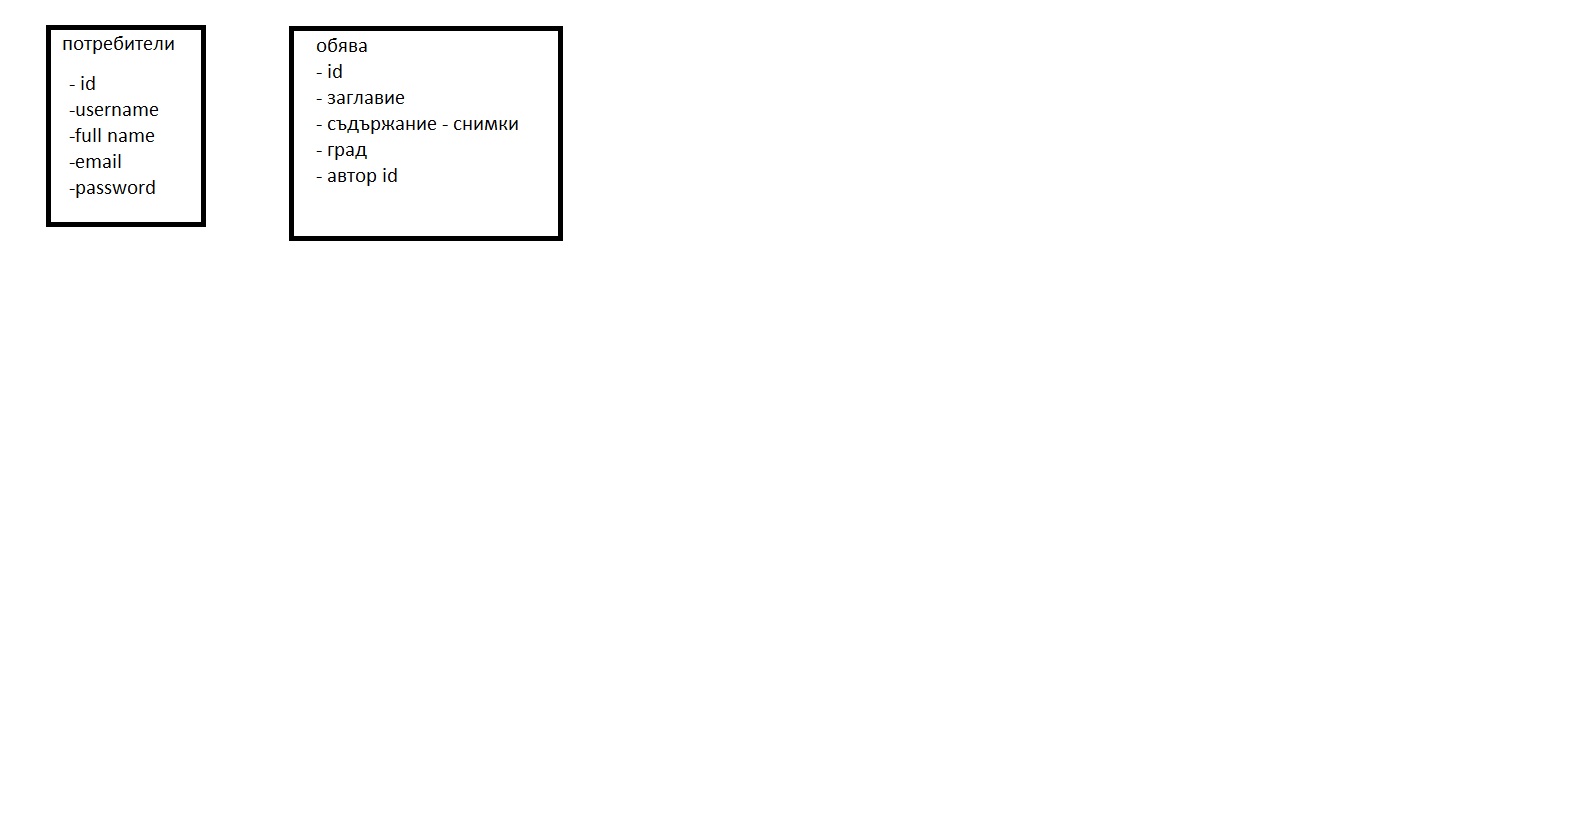 потребители
- id
-username
-full name
-email
-password
обява
- id
- заглавие
- съдържание - снимки
- град
- автор id